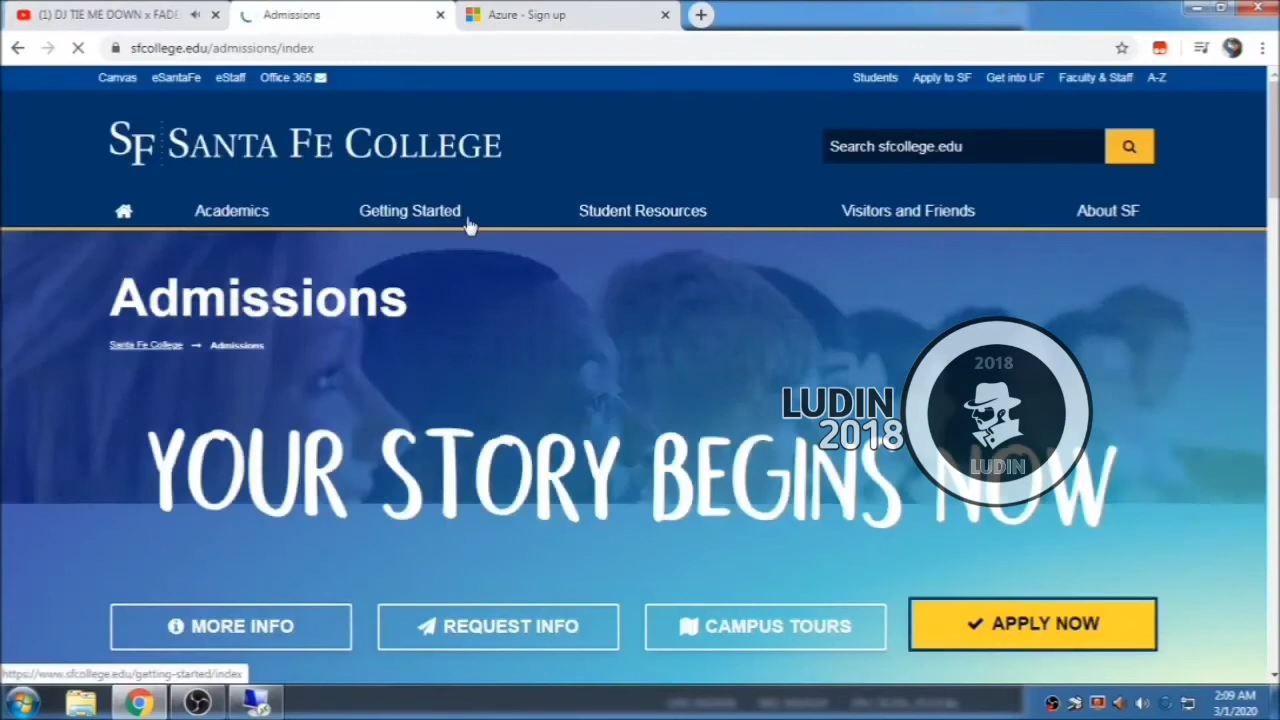 (1) DJ TIE ME DOWN x FADE
Admissions
Azure - Sign up
sfcollege.edu/admissions/index
Canvas eSantaFe eStaff Office 365
Students Apply to SF Get into UF Faculty & Staff A-Z
SF SANTA FE COLLEGE
Search sfcollege.edu
Academics Getting Started Student Resources Visitors and Friends About SF
Admissions
Santa Fe College → Admissions
2018
LUDIN
2018
LUDIN
YOUR STORY BEGINS NOW
MORE INFO REQUEST INFO CAMPUS TOURS APPLY NOW
https://www.sfcollege.edu/getting-started/index
2:09 AM
3/1/2020